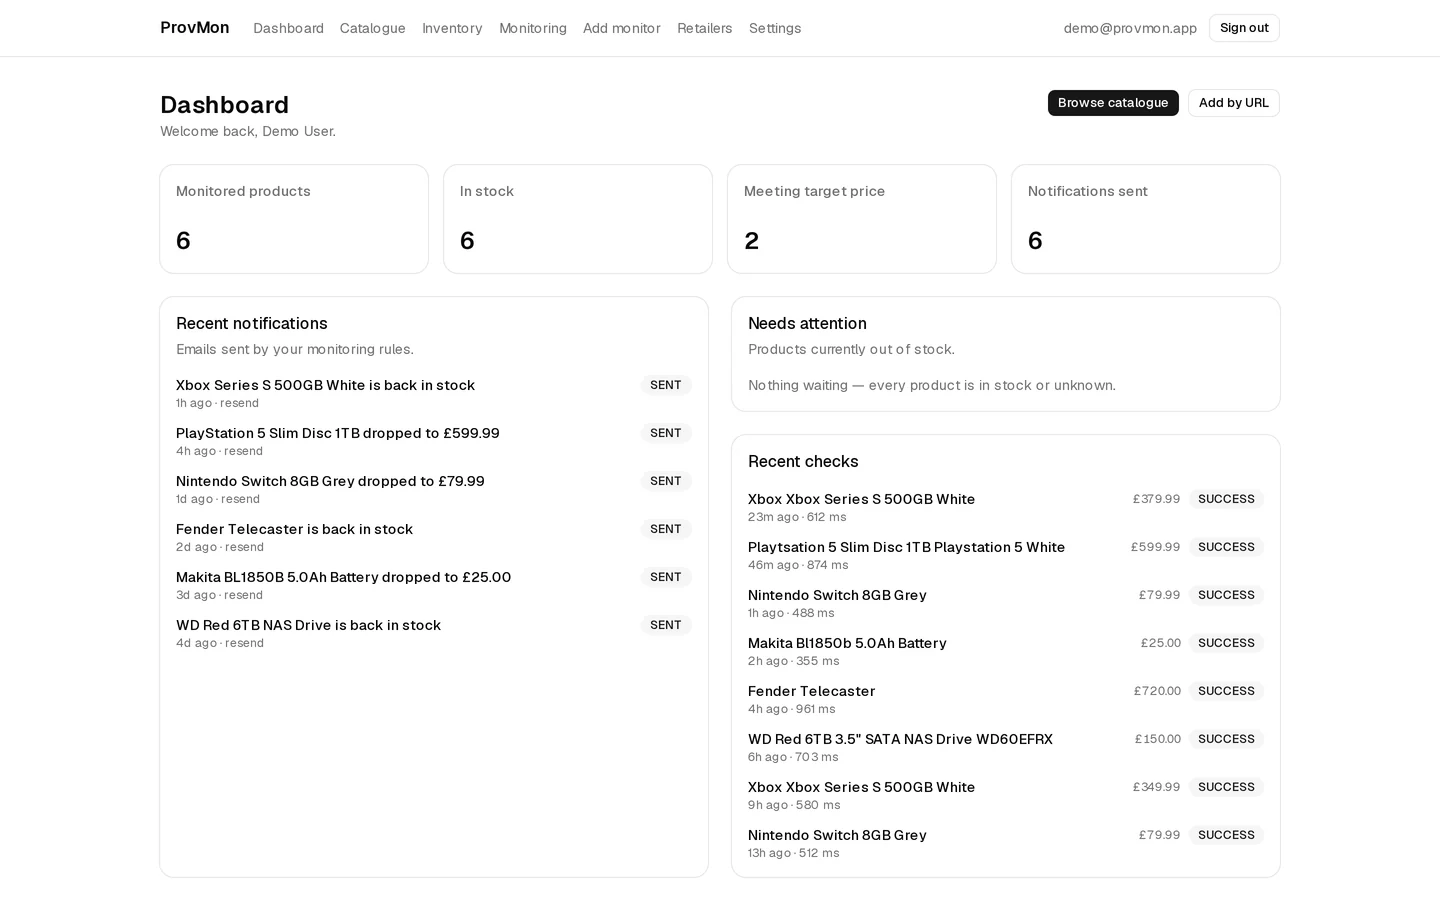 ProvMon Dashboard Catalogue Inventory Monitoring Add monitor Retailers Settings demo@provmon.app Sign out
Dashboard
Welcome back, Demo User.
Browse catalogue Add by URL
Monitored products
6
In stock
6
Meeting target price
2
Notifications sent
6
Recent notifications
Emails sent by your monitoring rules.
Xbox Series S 500GB White is back in stock SENT
1h ago · resend
PlayStation 5 Slim Disc 1TB dropped to £599.99 SENT
4h ago · resend
Nintendo Switch 8GB Grey dropped to £79.99 SENT
1d ago · resend
Fender Telecaster is back in stock SENT
2d ago · resend
Makita BL1850B 5.0Ah Battery dropped to £25.00 SENT
3d ago · resend
WD Red 6TB NAS Drive is back in stock SENT
4d ago · resend
Needs attention
Products currently out of stock.
Nothing waiting — every product is in stock or unknown.
Recent checks
Xbox Xbox Series S 500GB White £379.99 SUCCESS
23m ago · 612 ms
Playtsation 5 Slim Disc 1TB Playstation 5 White £599.99 SUCCESS
46m ago · 874 ms
Nintendo Switch 8GB Grey £79.99 SUCCESS
1h ago · 488 ms
Makita Bl1850b 5.0Ah Battery £25.00 SUCCESS
2h ago · 355 ms
Fender Telecaster £720.00 SUCCESS
4h ago · 961 ms
WD Red 6TB 3.5" SATA NAS Drive WD60EFRX £150.00 SUCCESS
6h ago · 703 ms
Xbox Xbox Series S 500GB White £349.99 SUCCESS
9h ago · 580 ms
Nintendo Switch 8GB Grey £79.99 SUCCESS
13h ago · 512 ms